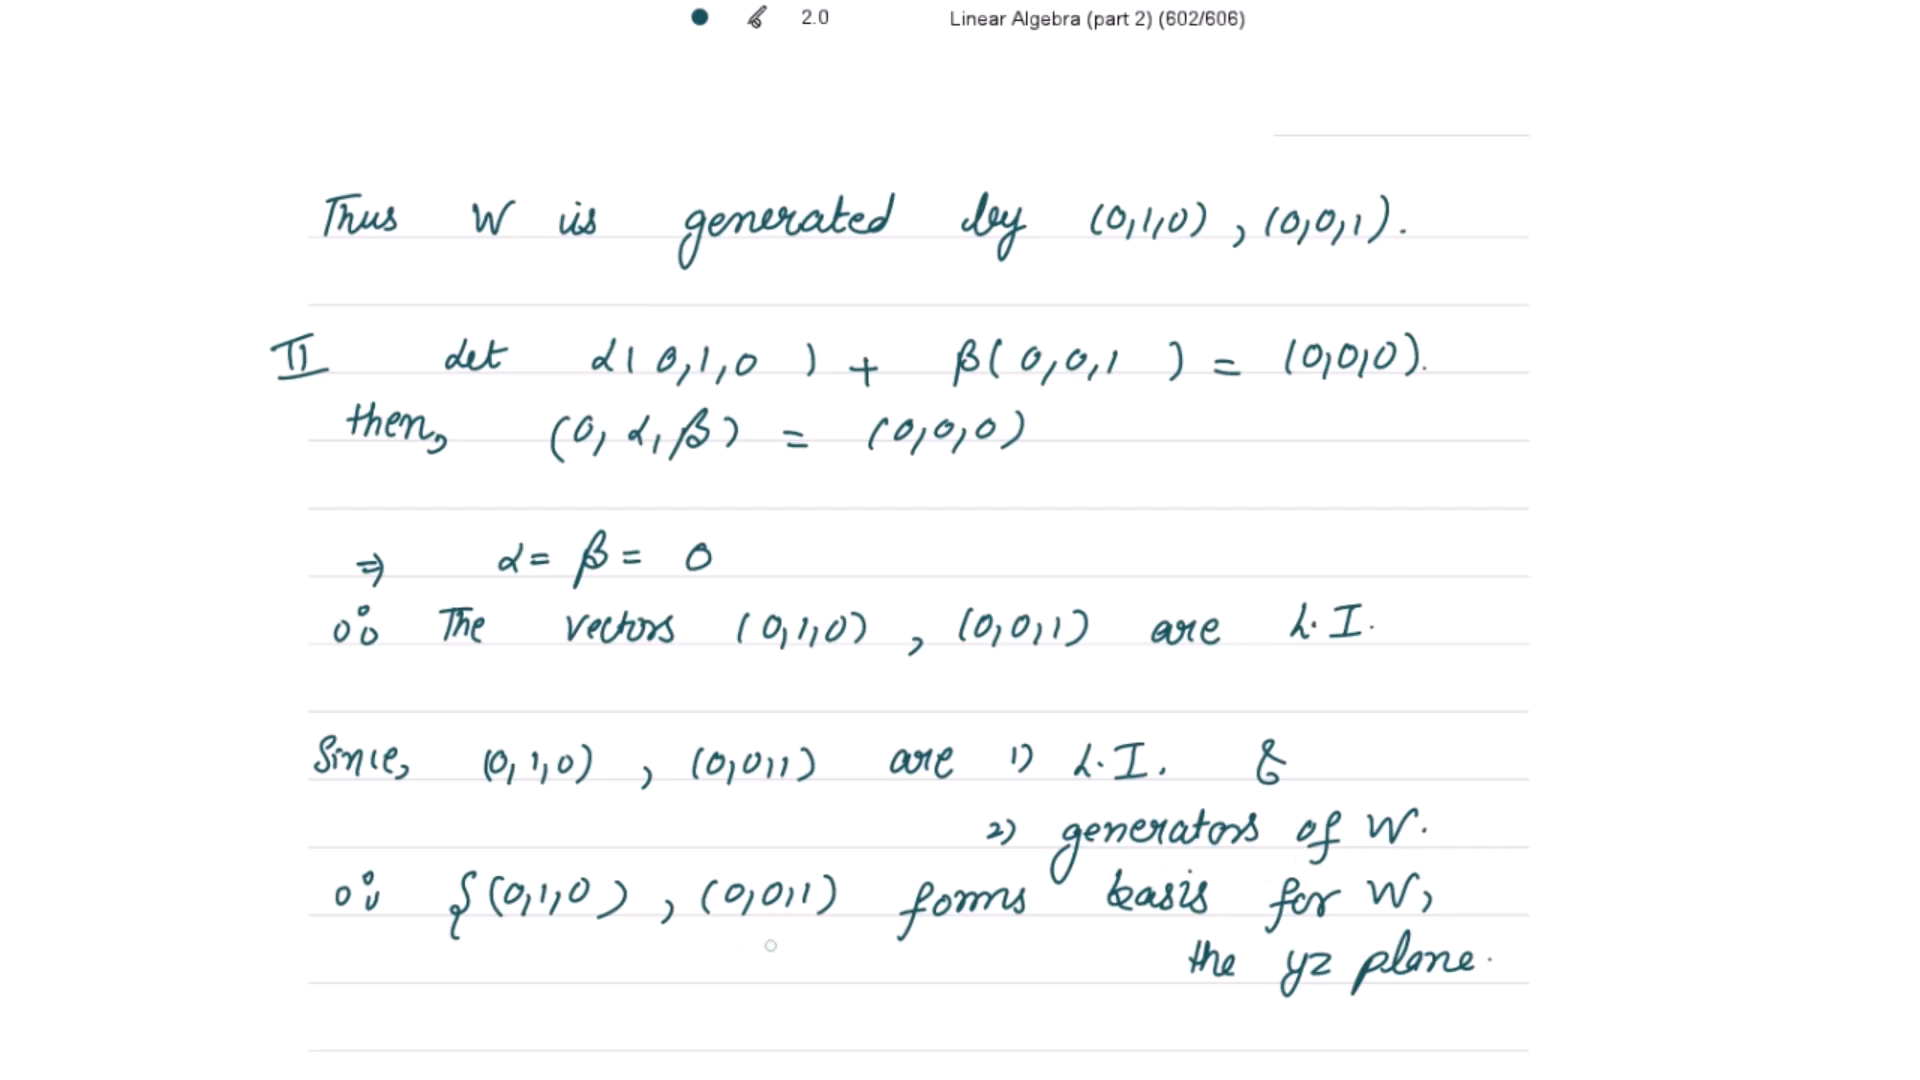 2.0 Linear Algebra (part 2) (602/606)
Thus W is generated by (0,1,0), (0,0,1).
II Let α(0,1,0) + β(0,0,1) = (0,0,0).
then, (0, α, β) = (0,0,0)
⇒ α = β = 0
∴ The vectors (0,1,0), (0,0,1) are L.I.
Since, (0,1,0), (0,0,1) are 1) L.I. &
2) generators of W.
∴ {(0,1,0), (0,0,1) forms basis for W,
the yz plane.